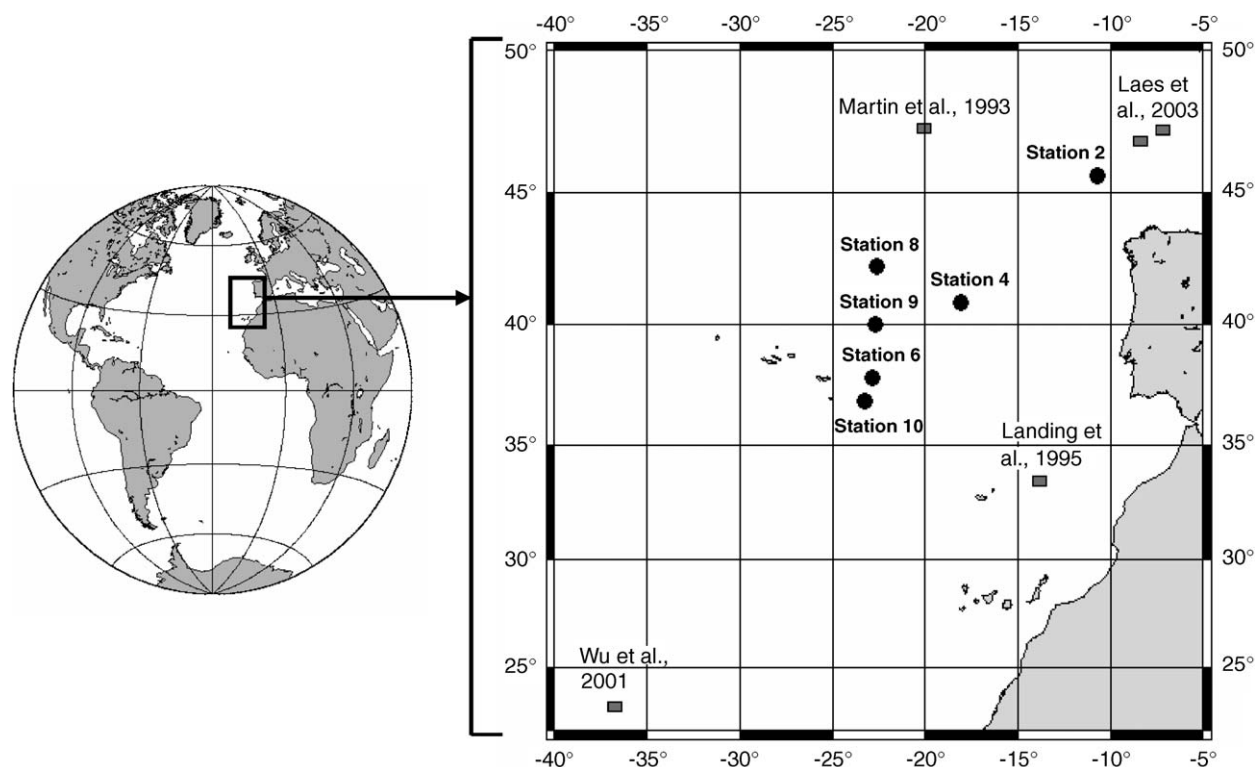 -40° -35° -30° -25° -20° -15° -10° -5°
50° 50°
Laes et
al., 2003
Martin et al., 1993
Station 2
45° 45°
Station 8
Station 4
Station 9
40° 40°
Station 6
Station 10
Landing et
al., 1995
35° 35°
30° 30°
Wu et al.,
2001
25° 25°
-40° -35° -30° -25° -20° -15° -10° -5°